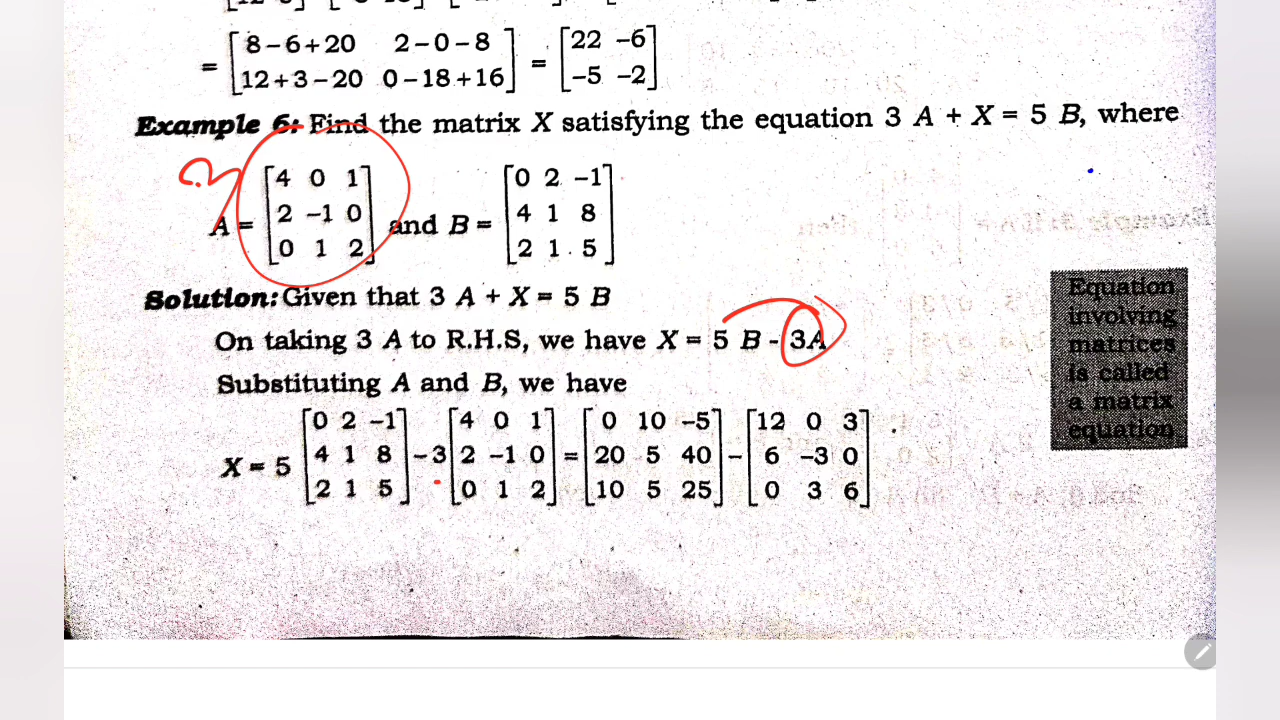 = [8-6+20 2-0-8] = [22 -6]
[12+3-20 0-18+16] [-5 -2]
Example 6: Find the matrix X satisfying the equation 3 A + X = 5 B, where
[4 0 1] [0 2 -1]
A = [2 -1 0] and B = [4 1 8]
[0 1 2] [2 1 5]
Solution: Given that 3 A + X = 5 B
On taking 3 A to R.H.S, we have X = 5 B - 3A
Substituting A and B, we have
[0 2 -1] [4 0 1] [0 10 -5] [12 0 3]
X = 5 [4 1 8] -3 [2 -1 0] = [20 5 40] - [6 -3 0]
[2 1 5] [0 1 2] [10 5 25] [0 3 6]
Equation
involving
matrices
is called
a matrix
equation